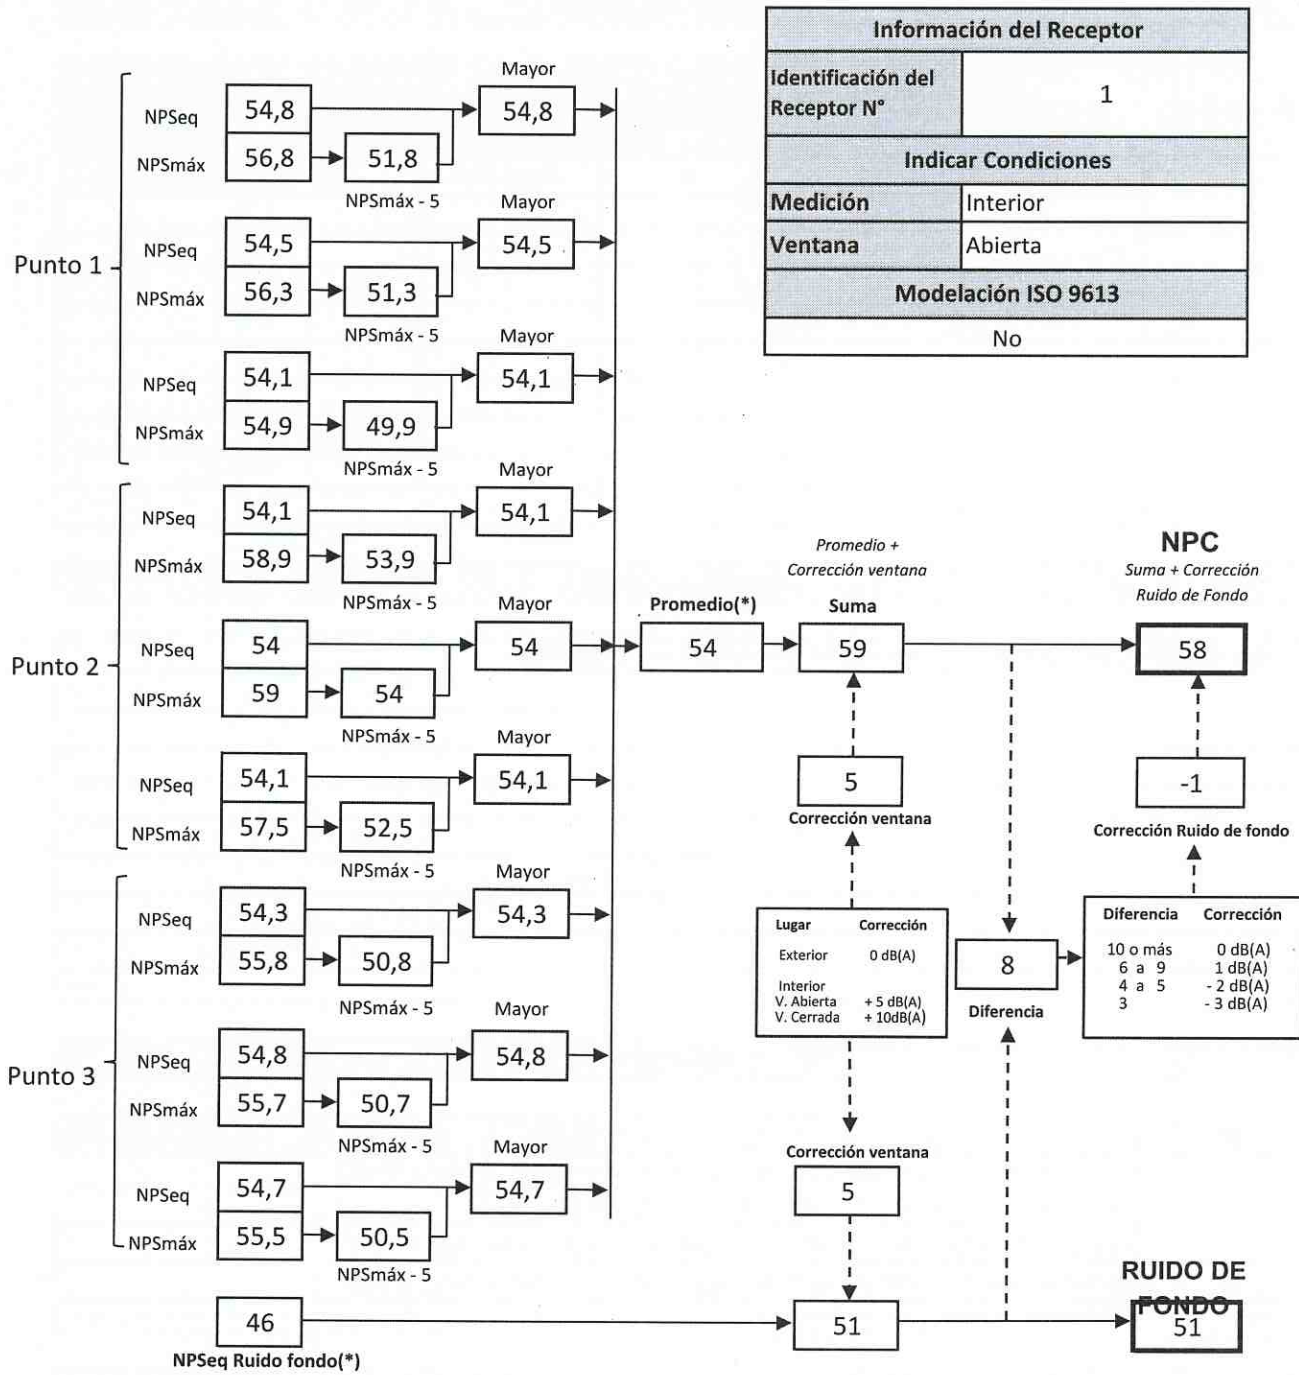 Información del Receptor
Identificación del
Receptor N°
1
Indicar Condiciones
Medición
Interior
Ventana
Abierta
Modelación ISO 9613
No
Punto 1
Mayor
NPSeq
54,8
54,8
NPSmáx
56,8
51,8
NPSmáx - 5
Mayor
NPSeq
54,5
54,5
NPSmáx
56,3
51,3
NPSmáx - 5
Mayor
NPSeq
54,1
54,1
NPSmáx
54,9
49,9
NPSmáx - 5
Punto 2
Mayor
NPSeq
54,1
54,1
NPSmáx
58,9
53,9
NPSmáx - 5
Mayor
NPSeq
54
54
NPSmáx
59
54
NPSmáx - 5
Mayor
NPSeq
54,1
54,1
NPSmáx
57,5
52,5
NPSmáx - 5
Punto 3
Mayor
NPSeq
54,3
54,3
NPSmáx
55,8
50,8
NPSmáx - 5
Mayor
NPSeq
54,8
54,8
NPSmáx
55,7
50,7
NPSmáx - 5
Mayor
NPSeq
54,7
54,7
NPSmáx
55,5
50,5
NPSmáx - 5
46
NPSeq Ruido fondo(*)
Promedio(*)
54
Promedio +
Corrección ventana
Suma
59
5
Corrección ventana
Lugar Corrección
Exterior 0 dB(A)
Interior
V. Abierta + 5 dB(A)
V. Cerrada + 10dB(A)
Corrección ventana
5
51
8
Diferencia
NPC
Suma + Corrección
Ruido de Fondo
58
-1
Corrección Ruido de fondo
Diferencia Corrección
10 o más 0 dB(A)
6 a 9 1 dB(A)
4 a 5 - 2 dB(A)
3 - 3 dB(A)
RUIDO DE
FONDO
51